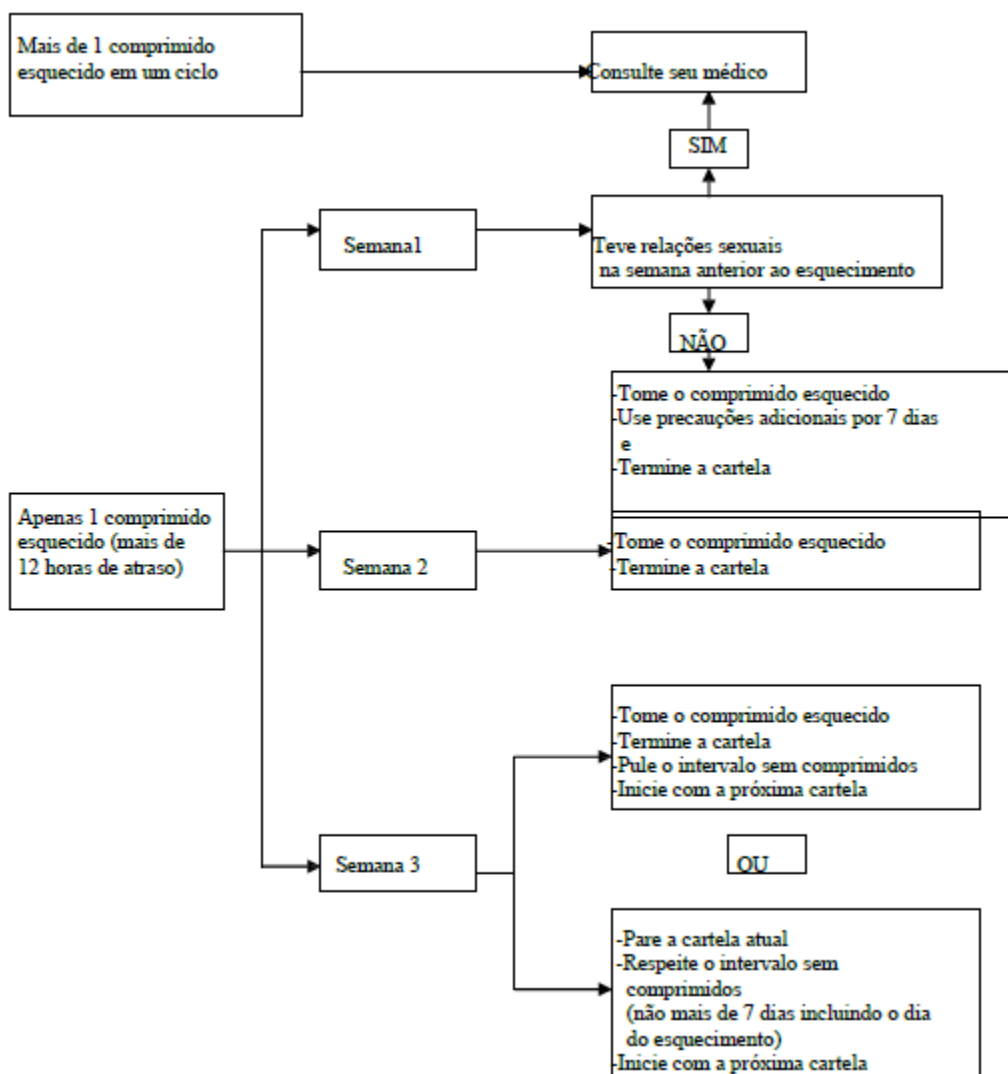 Mais de 1 comprimido
esquecido em um ciclo
Consulte seu médico
SIM
Semana1
Teve relações sexuais
na semana anterior ao esquecimento
NÃO
-Tome o comprimido esquecido
-Use precauções adicionais por 7 dias
e
-Termine a cartela
Apenas 1 comprimido
esquecido (mais de
12 horas de atraso)
Semana 2
-Tome o comprimido esquecido
-Termine a cartela
-Tome o comprimido esquecido
-Termine a cartela
-Pule o intervalo sem comprimidos
-Inicie com a próxima cartela
Semana 3
OU
-Pare a cartela atual
-Respeite o intervalo sem
comprimidos
(não mais de 7 dias incluindo o dia
do esquecimento)
-Inicie com a próxima cartela